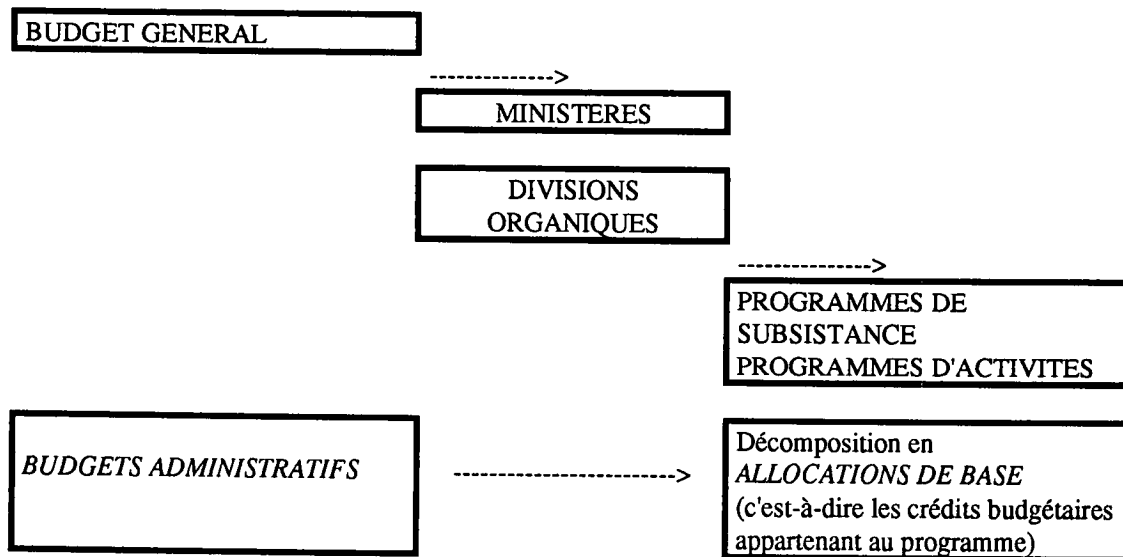 BUDGET GENERAL
-------------->
MINISTERES
DIVISIONS
ORGANIQUES
--------------->
PROGRAMMES DE
SUBSISTANCE
PROGRAMMES D'ACTIVITES
BUDGETS ADMINISTRATIFS
------------------------->
Décomposition en
ALLOCATIONS DE BASE
(c'est-à-dire les crédits budgétaires
appartenant au programme)